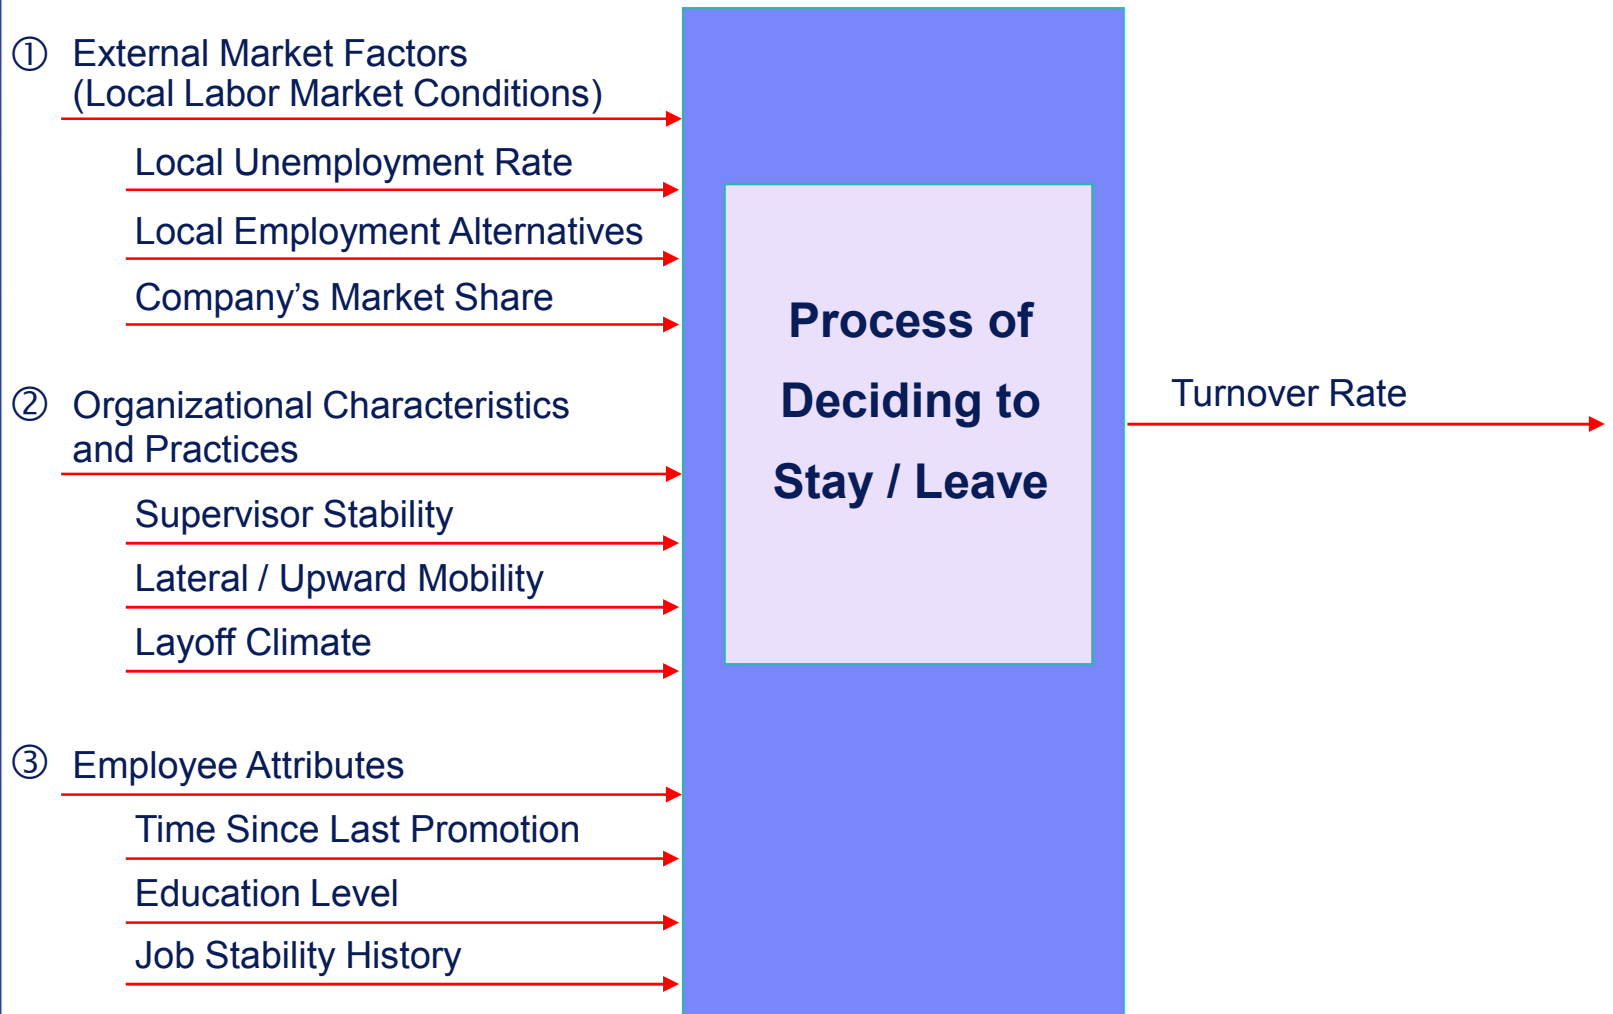 ① External Market Factors
(Local Labor Market Conditions)
Local Unemployment Rate
Local Employment Alternatives
Company’s Market Share
② Organizational Characteristics
and Practices
Supervisor Stability
Lateral / Upward Mobility
Layoff Climate
③ Employee Attributes
Time Since Last Promotion
Education Level
Job Stability History
Process of
Deciding to
Stay / Leave
Turnover Rate